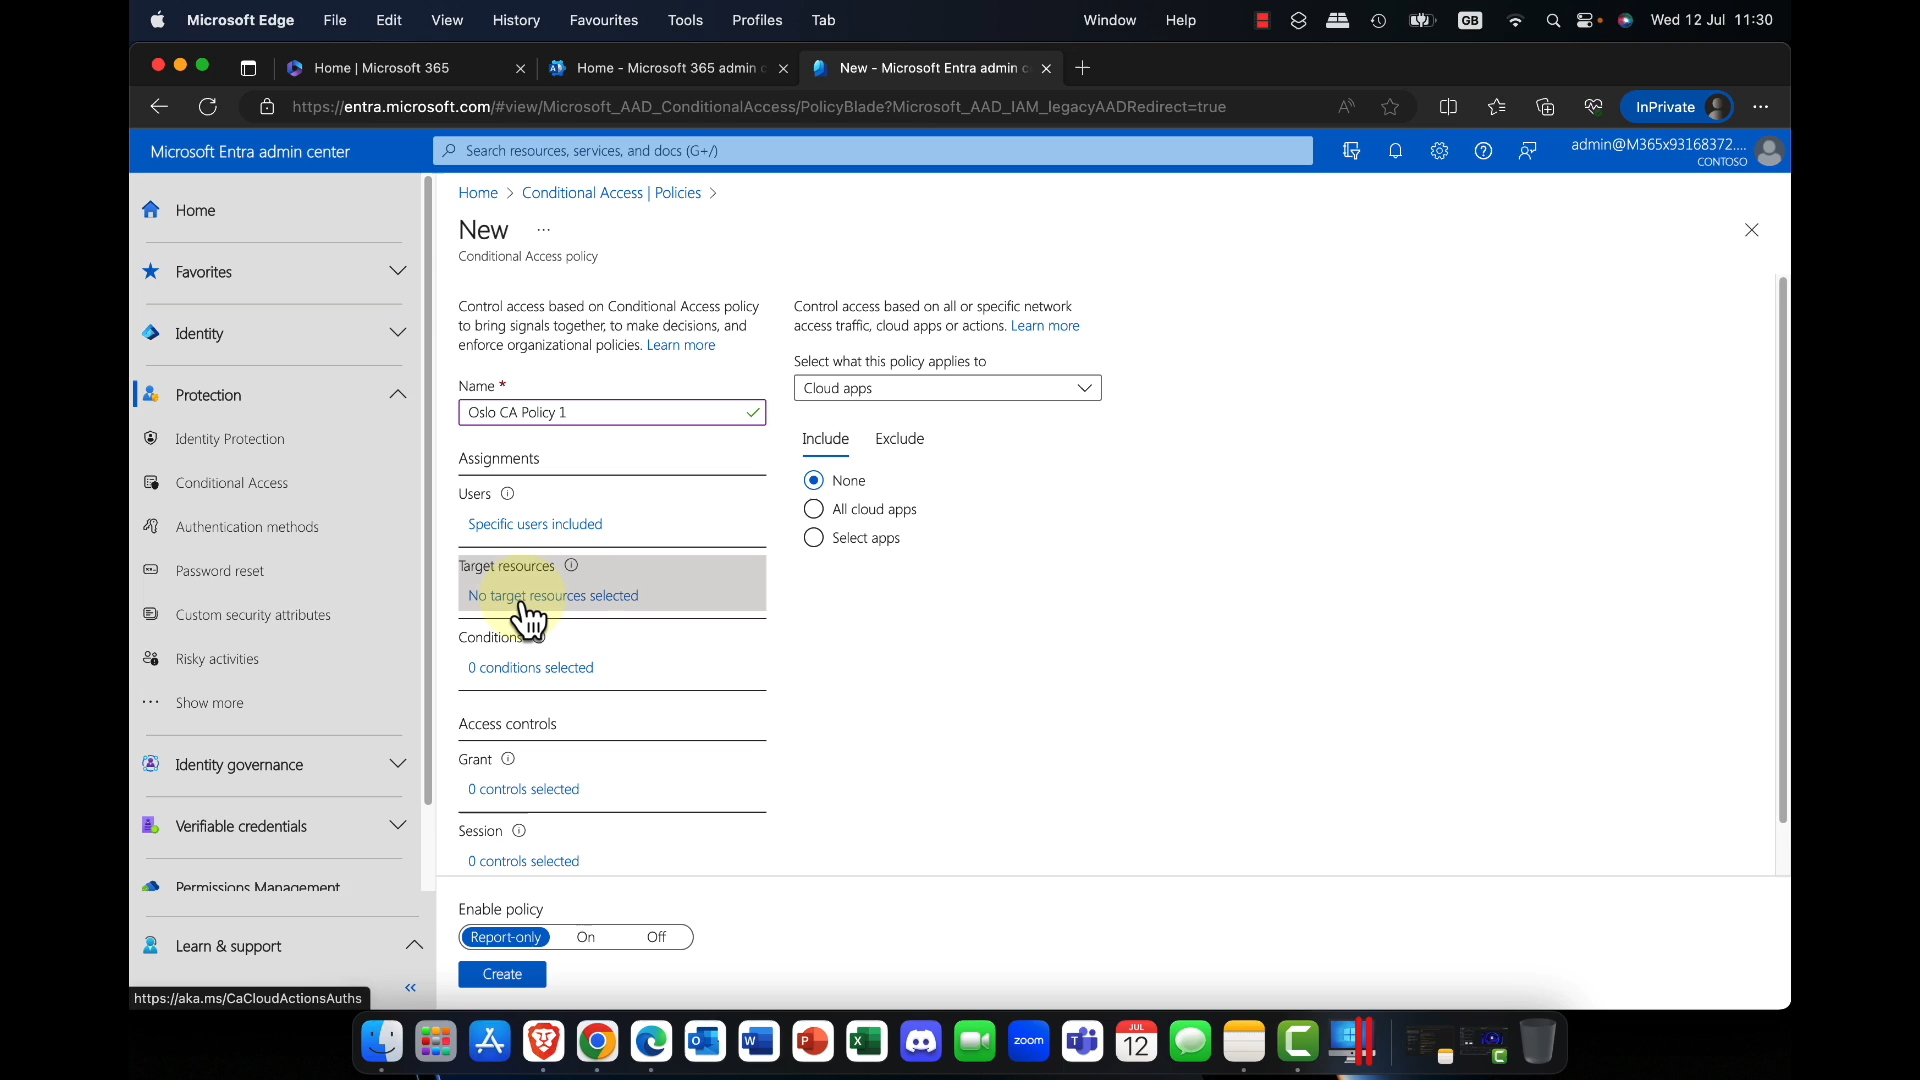 Microsoft Edge File Edit View History Favourites Tools Profiles Tab Window Help GB Wed 12 Jul 11:30
Home | Microsoft 365
Home - Microsoft 365 admin c
New - Microsoft Entra admin c
https://entra.microsoft.com/#view/Microsoft_AAD_ConditionalAccess/PolicyBlade?Microsoft_AAD_IAM_legacyAADRedirect=true
InPrivate
Microsoft Entra admin center
Search resources, services, and docs (G+/)
admin@M365x93168372....
CONTOSO
Home
Favorites
Identity
Protection
Identity Protection
Conditional Access
Authentication methods
Password reset
Custom security attributes
Risky activities
Show more
Identity governance
Verifiable credentials
Permissions Management
Learn & support
https://aka.ms/CaCloudActionsAuths
Home > Conditional Access | Policies >
New ...
Conditional Access policy
Control access based on Conditional Access policy
to bring signals together, to make decisions, and
enforce organizational policies. Learn more
Name *
Oslo CA Policy 1
Assignments
Users
Specific users included
Target resources
No target resources selected
Conditions
0 conditions selected
Access controls
Grant
0 controls selected
Session
0 controls selected
Control access based on all or specific network
access traffic, cloud apps or actions. Learn more
Select what this policy applies to
Cloud apps
Include Exclude
None
All cloud apps
Select apps
Enable policy
Report-only On Off
Create
zoom
JUL
12